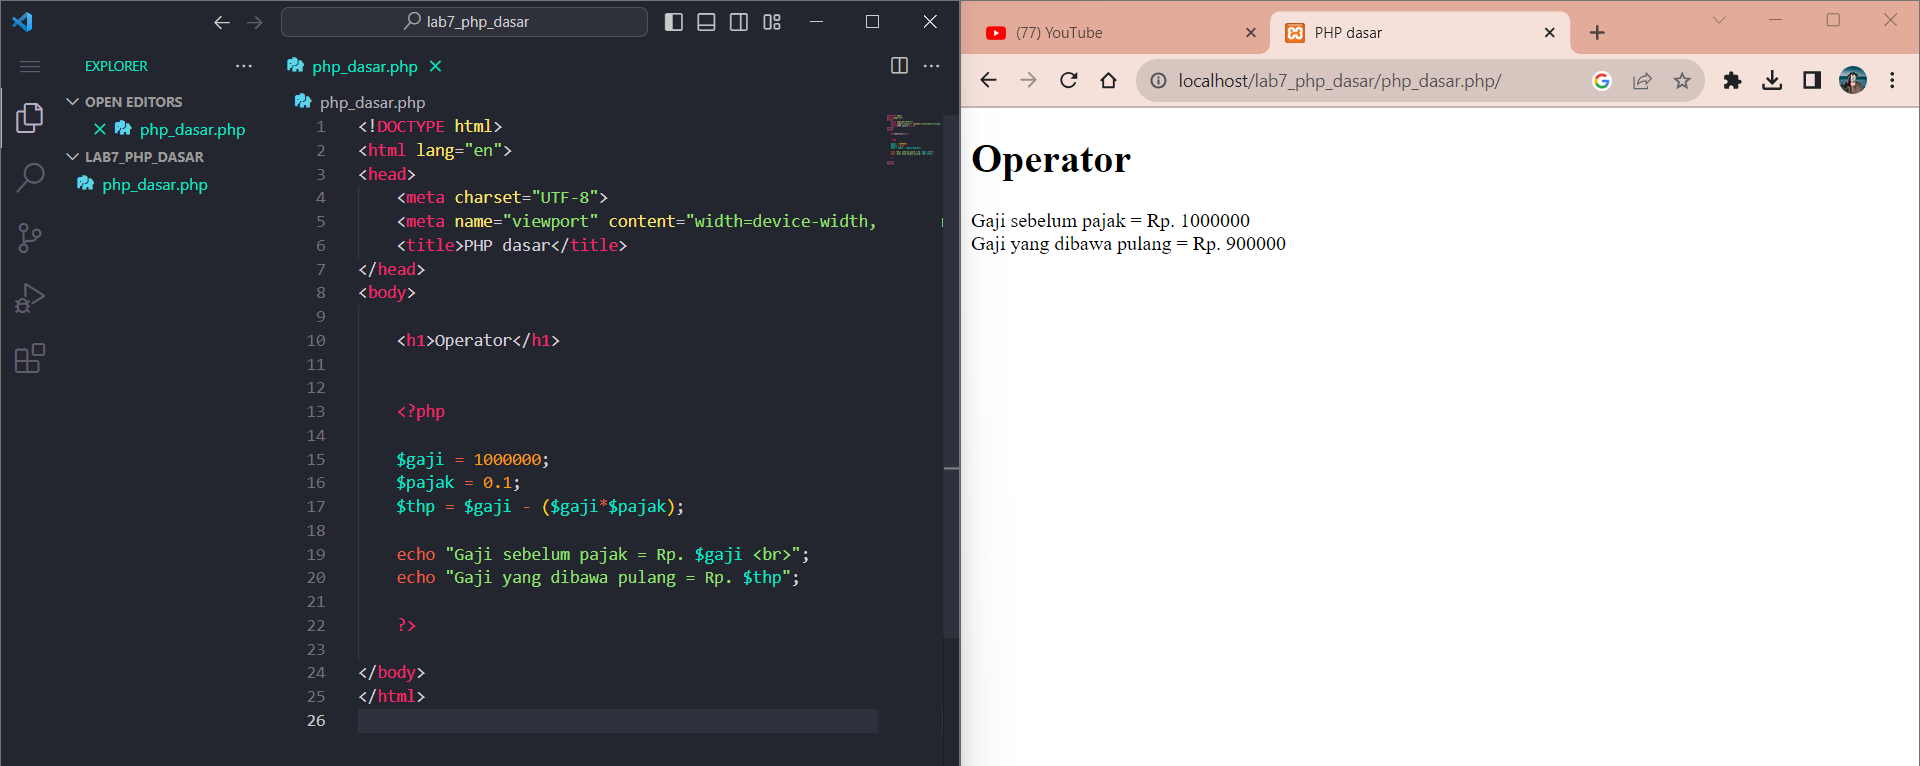 lab7_php_dasar
EXPLORER
OPEN EDITORS
php_dasar.php
LAB7_PHP_DASAR
php_dasar.php
php_dasar.php
php_dasar.php
1 <!DOCTYPE html>
2 <html lang="en">
3 <head>
4 <meta charset="UTF-8">
5 <meta name="viewport" content="width=device-width,
6 <title>PHP dasar</title>
7 </head>
8 <body>
9
10 <h1>Operator</h1>
11
12
13 <?php
14
15 $gaji = 1000000;
16 $pajak = 0.1;
17 $thp = $gaji - ($gaji*$pajak);
18
19 echo "Gaji sebelum pajak = Rp. $gaji <br>";
20 echo "Gaji yang dibawa pulang = Rp. $thp";
21
22 ?>
23
24 </body>
25 </html>
26
(77) YouTube
PHP dasar
localhost/lab7_php_dasar/php_dasar.php/
Operator
Gaji sebelum pajak = Rp. 1000000
Gaji yang dibawa pulang = Rp. 900000